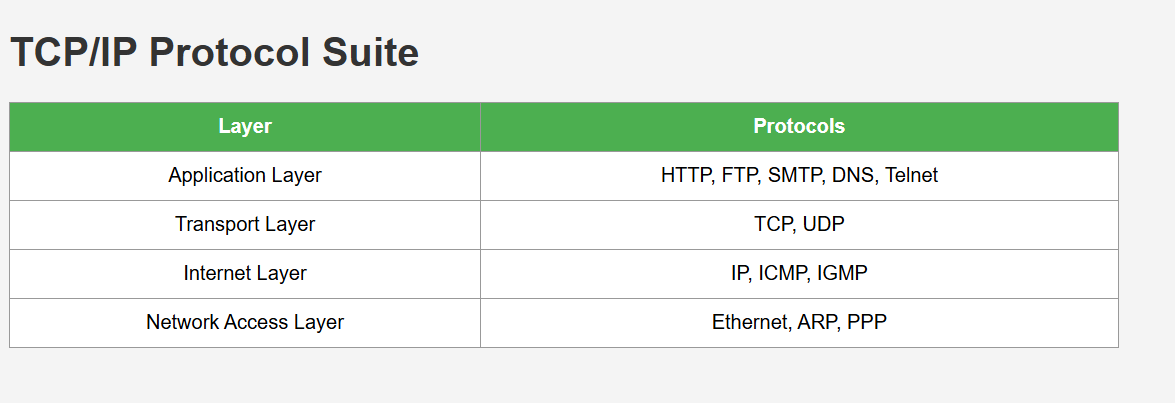 TCP/IP Protocol Suite
Layer Protocols
Application Layer HTTP, FTP, SMTP, DNS, Telnet
Transport Layer TCP, UDP
Internet Layer IP, ICMP, IGMP
Network Access Layer Ethernet, ARP, PPP